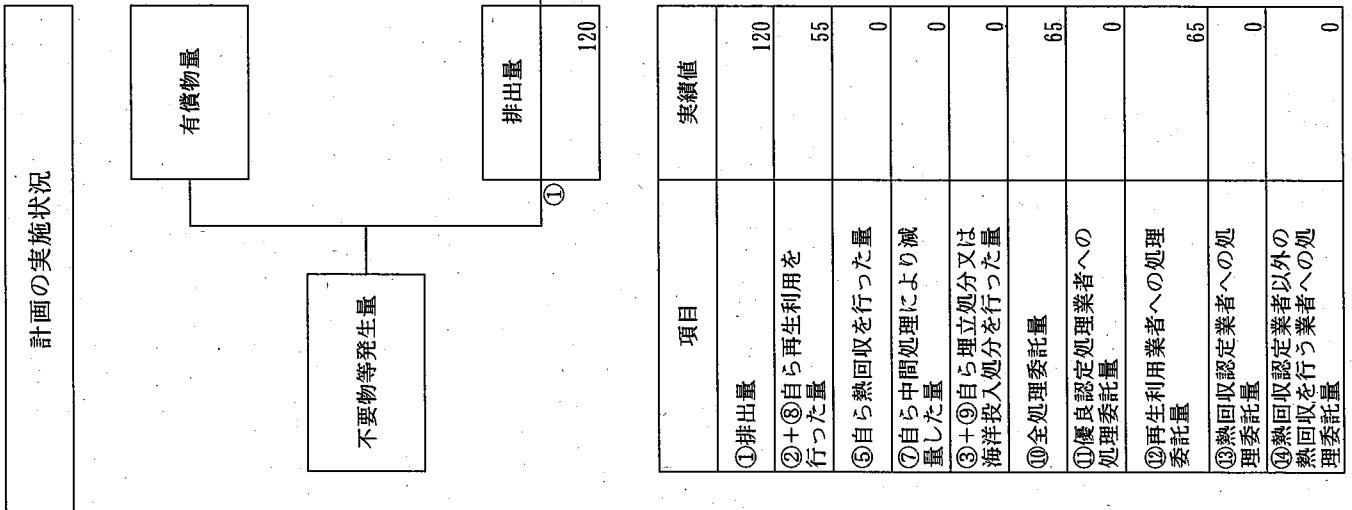 計画の実施状況
有償物量
不要物等発生量
①
排出量
120
項目
実績値
①排出量
120
②+⑧自ら再生利用を
行った量
55
⑤自ら熱回収を行った量
0
⑦自ら中間処理により減
量した量
0
③+⑨自ら埋立処分又は
海洋投入処分を行った量
0
⑩全処理委託量
65
⑪優良認定処理業者への
処理委託量
0
⑫再生利用業者への処理
委託量
65
⑬熱回収認定業者への処
理委託量
0
⑭熱回収認定業者以外の
熱回収を行う業者への処
理委託量
0